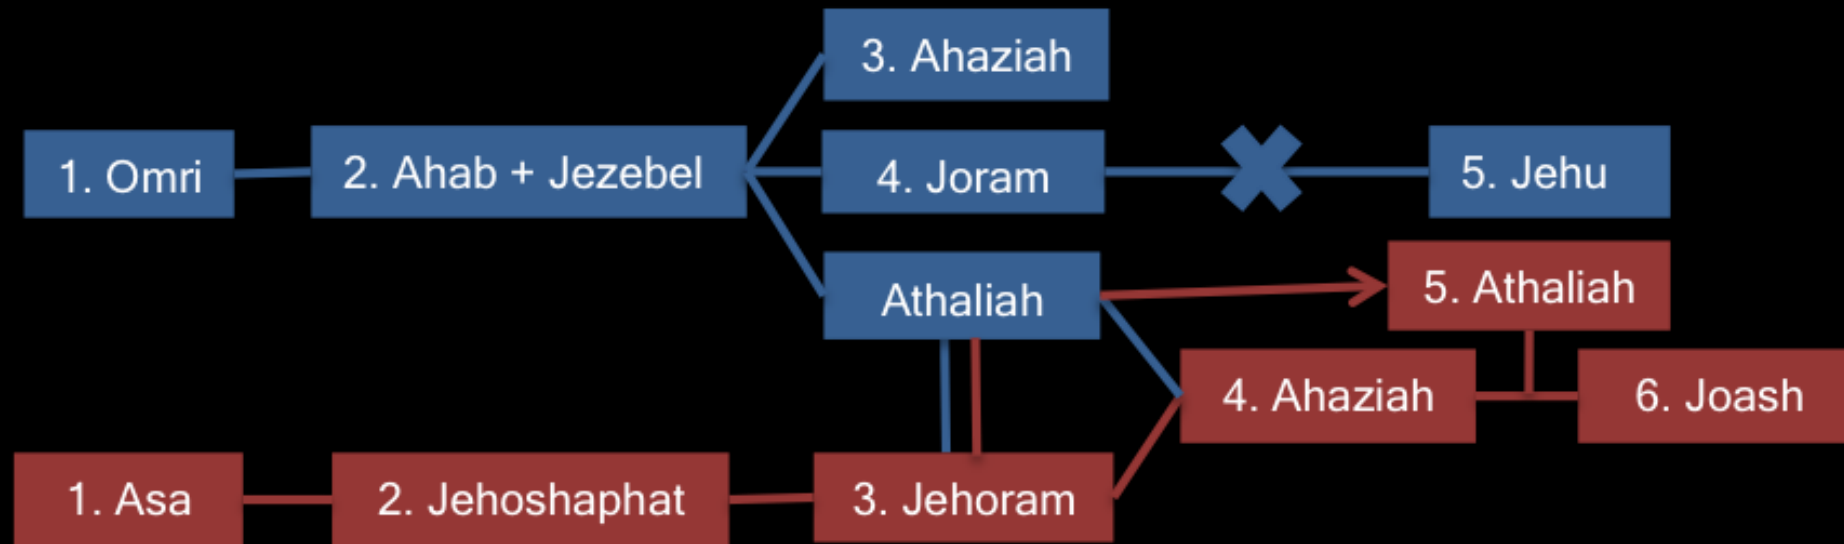 3. Ahaziah
1. Omri
2. Ahab + Jezebel
4. Joram
5. Jehu
Athaliah
5. Athaliah
4. Ahaziah
6. Joash
1. Asa
2. Jehoshaphat
3. Jehoram